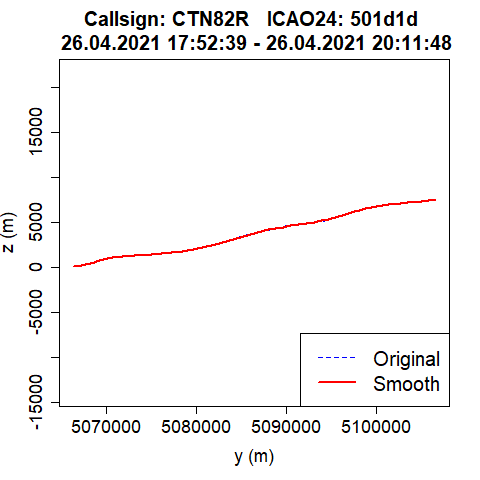 Callsign: CTN82R   ICAO24: 501d1d
26.04.2021 17:52:39 - 26.04.2021 20:11:48
z (m)
15000
5000
0
-5000
-15000
Original
Smooth
5070000 5080000 5090000 5100000
y (m)